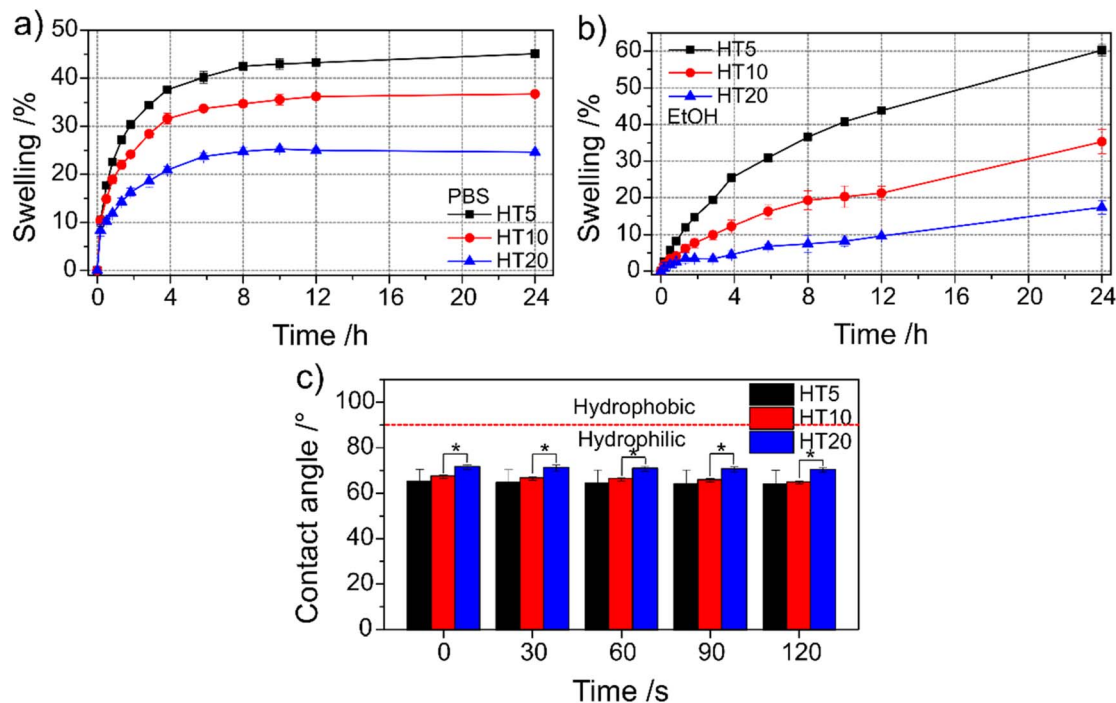 a)
50
40
30
20
10
0
Swelling /%
PBS
HT5
HT10
HT20
0 4 8 12 16 20 24
Time /h
b)
60
50
40
30
20
10
0
Swelling /%
HT5
HT10
HT20
EtOH
0 4 8 12 16 20 24
Time /h
c)
100
80
60
40
20
0
Contact angle /°
Hydrophobic
Hydrophilic
HT5
HT10
HT20
* * * * *
0 30 60 90 120
Time /s